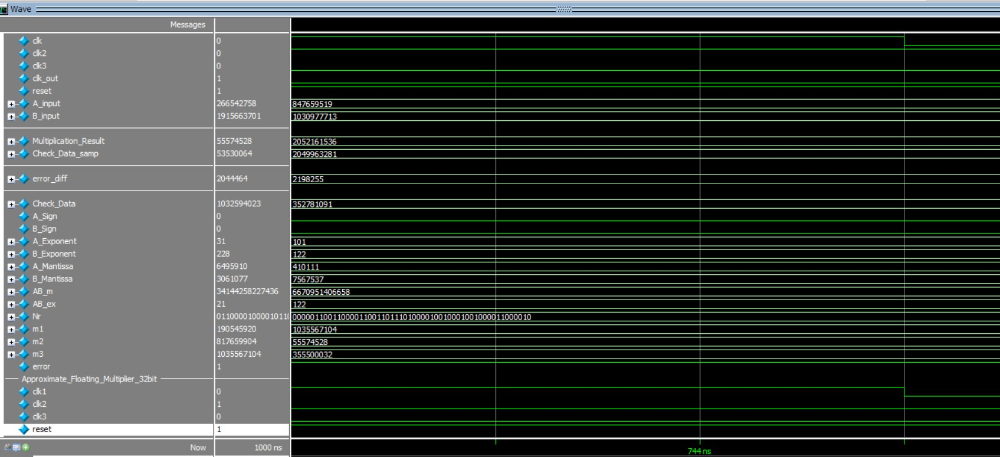 Wave
Messages
clk 0
clk2 0
clk3 0
clk_out 1
reset 1
A_input 266542758 847659519
B_input 1915663701 1030977713
Multiplication_Result 55574528 2052161536
Check_Data_samp 53530064 2049963281
error_diff 2044464 2198255
Check_Data 1032594023 352781091
A_Sign 0
B_Sign 0
A_Exponent 31 101
B_Exponent 228 122
A_Mantissa 6495910 410111
B_Mantissa 3061077 7567537
AB_m 34144258227436 6670951406658
AB_ex 21 122
Nr
m1 190545920 1035567104
m2 817659904 55574528
m3 1035567104 355500032
error 1
Approximate_Floating_Multiplier_32bit
clk1 0
clk2 1
clk3 0
reset 1
Now 1000 ns 744 ns